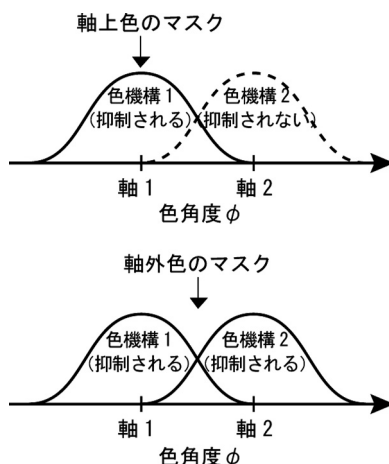 軸上色のマスク
色機構1 色機構2
(抑制される) (抑制されない)
軸1 軸2
色角度φ
軸外色のマスク
色機構1 色機構2
(抑制される) (抑制される)
軸1 軸2
色角度φ